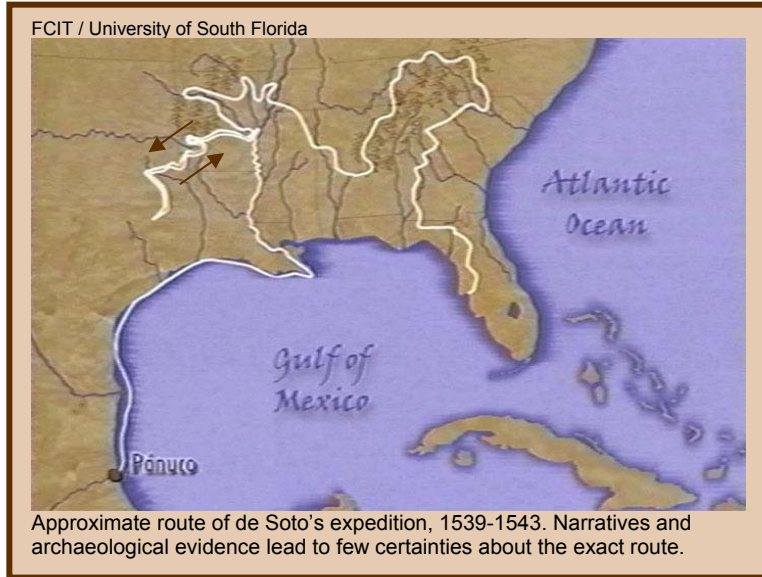 FCIT / University of South Florida
Atlantic
Ocean
Gulf of
Mexico
Pánuco
Approximate route of de Soto’s expedition, 1539-1543. Narratives and
archaeological evidence lead to few certainties about the exact route.